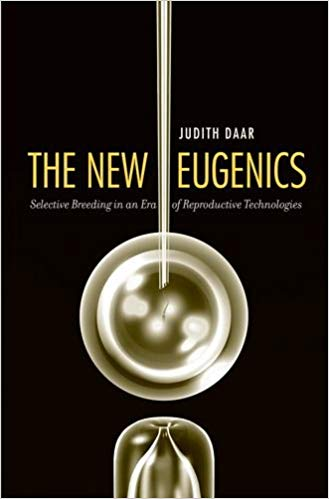 JUDITH DAAR
THE NEW EUGENICS
Selective Breeding in an Era of Reproductive Technologies